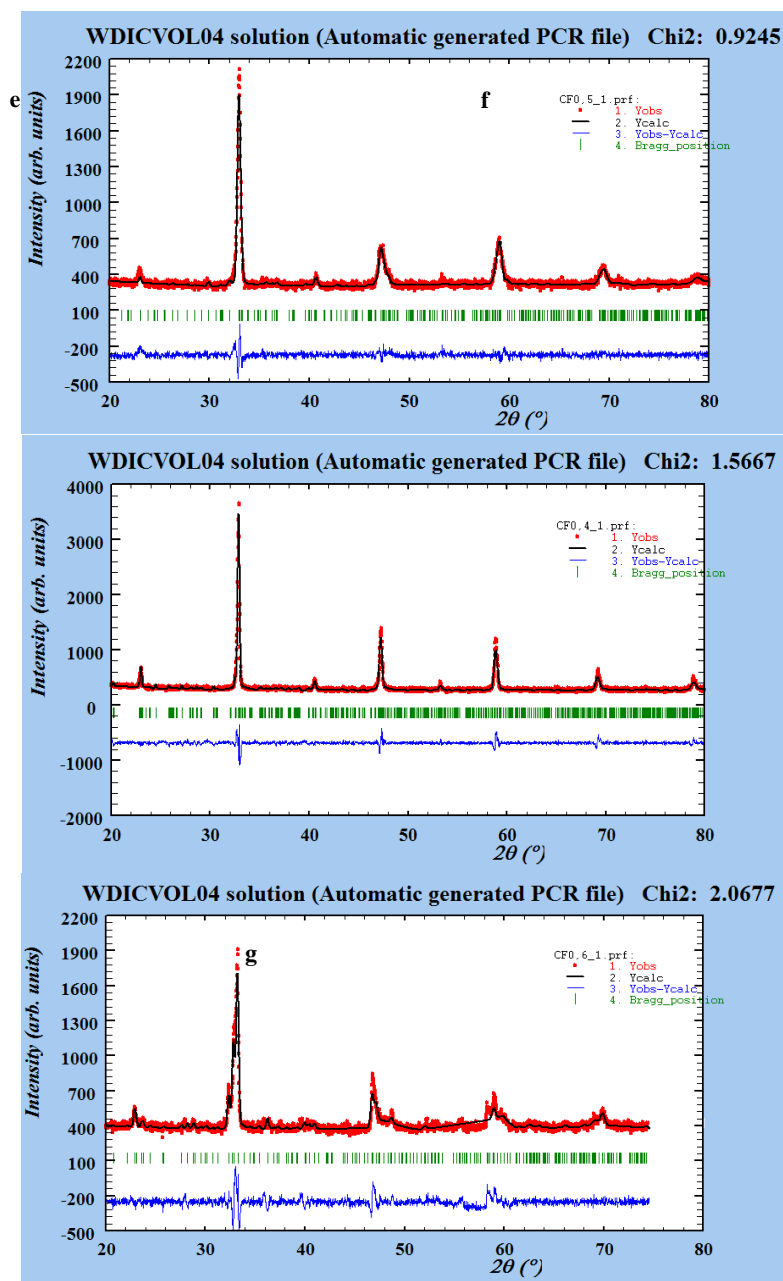 WDICVOL04 solution (Automatic generated PCR file) Chi2: 0.9245
e
f
CF0,5_1.prf:
1. Yobs
2. Ycalc
3. Yobs-Ycalc
4. Bragg_position
Intensity (arb. units)
2200
1900
1600
1300
1000
700
400
100
-200
-500
20 30 40 50 60 70 80
2θ (°)
WDICVOL04 solution (Automatic generated PCR file) Chi2: 1.5667
CF0,4_1.prf:
1. Yobs
2. Ycalc
3. Yobs-Ycalc
4. Bragg_position
Intensity (arb. units)
4000
3000
2000
1000
0
-1000
-2000
20 30 40 50 60 70 80
2θ (°)
WDICVOL04 solution (Automatic generated PCR file) Chi2: 2.0677
g
CF0,6_1.prf:
1. Yobs
2. Ycalc
3. Yobs-Ycalc
4. Bragg_position
Intensity (arb. units)
2200
1900
1600
1300
1000
700
400
100
-200
-500
20 30 40 50 60 70 80
2θ (°)